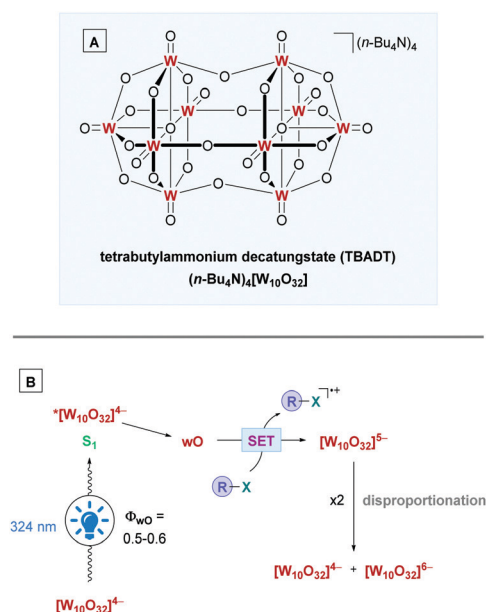 A
(n-Bu4N)4
O O
O O O
W W
O O O O
W O W
O=W O O W=O
O W O W O
O O O O
O O O O
W O W
O O
tetrabutylammonium decatungstate (TBADT)
(n-Bu4N)4[W10O32]
B
R–X •+
*[W10O32]4–
wO SET [W10O32]5–
S1
R–X
x2 disproportionation
324 nm ΦwO =
0.5-0.6
[W10O32]4– + [W10O32]6–
[W10O32]4–